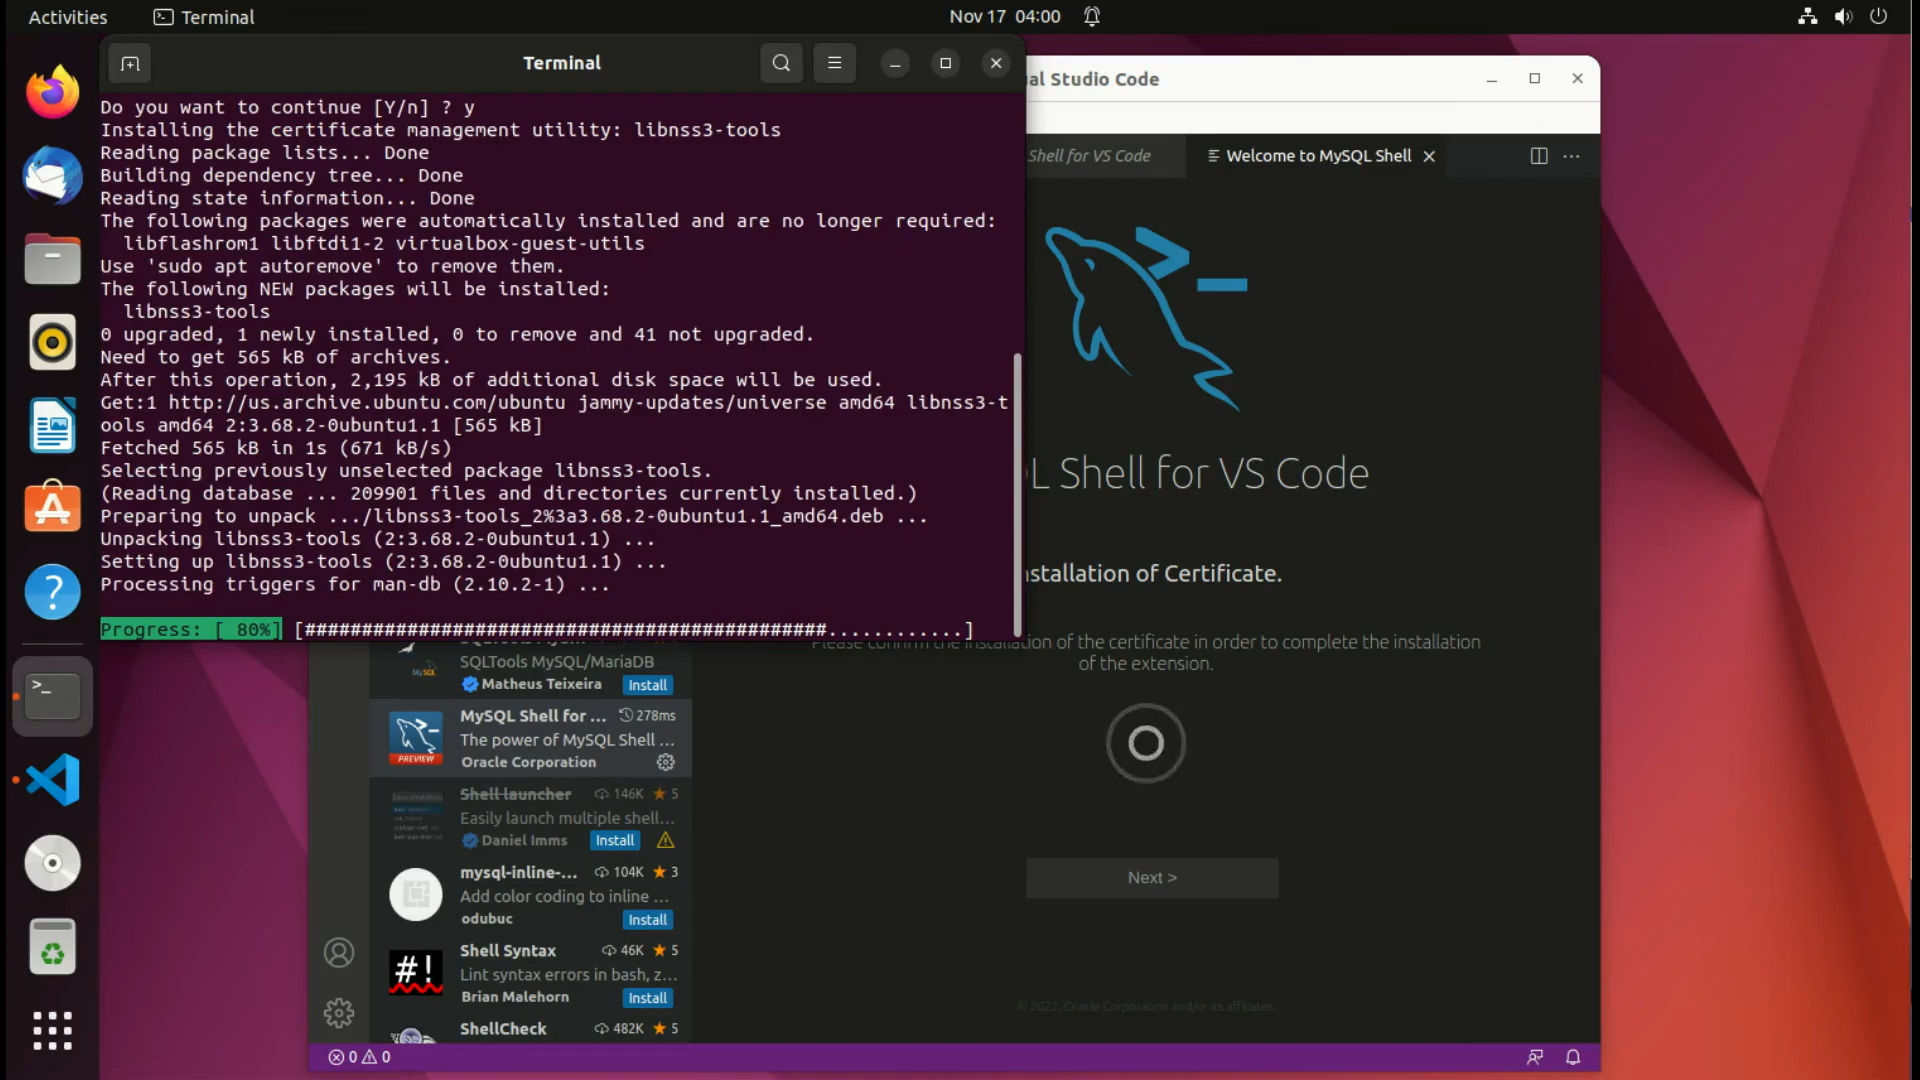 Activities
Terminal
Nov 17 04:00
Terminal
Do you want to continue [Y/n] ? y
Installing the certificate management utility: libnss3-tools
Reading package lists... Done
Building dependency tree... Done
Reading state information... Done
The following packages were automatically installed and are no longer required:
libflashrom1 libftdi1-2 virtualbox-guest-utils
Use 'sudo apt autoremove' to remove them.
The following NEW packages will be installed:
libnss3-tools
0 upgraded, 1 newly installed, 0 to remove and 41 not upgraded.
Need to get 565 kB of archives.
After this operation, 2,195 kB of additional disk space will be used.
Get:1 http://us.archive.ubuntu.com/ubuntu jammy-updates/universe amd64 libnss3-t
ools amd64 2:3.68.2-0ubuntu1.1 [565 kB]
Fetched 565 kB in 1s (671 kB/s)
Selecting previously unselected package libnss3-tools.
(Reading database ... 209901 files and directories currently installed.)
Preparing to unpack .../libnss3-tools_2%3a3.68.2-0ubuntu1.1_amd64.deb ...
Unpacking libnss3-tools (2:3.68.2-0ubuntu1.1) ...
Setting up libnss3-tools (2:3.68.2-0ubuntu1.1) ...
Processing triggers for man-db (2.10.2-1) ...
Progress: [ 80%] [##############################################............]
al Studio Code
Shell for VS Code
Welcome to MySQL Shell
L Shell for VS Code
stallation of Certificate.
Please confirm the installation of the certificate in order to complete the installation
of the extension.
Next >
© 2022, Oracle Corporation and/or its affiliates.
SQLTools MySQL/MariaDB
Matheus Teixeira
Install
MySQL Shell for ...
278ms
The power of MySQL Shell ...
PREVIEW
Oracle Corporation
Shell launcher
146K
5
Easily launch multiple shell...
Daniel Imms
Install
mysql-inline-...
104K
3
Add color coding to inline ...
odubuc
Install
Shell Syntax
46K
5
#!
Lint syntax errors in bash, z...
Brian Malehorn
Install
ShellCheck
482K
5
0
0